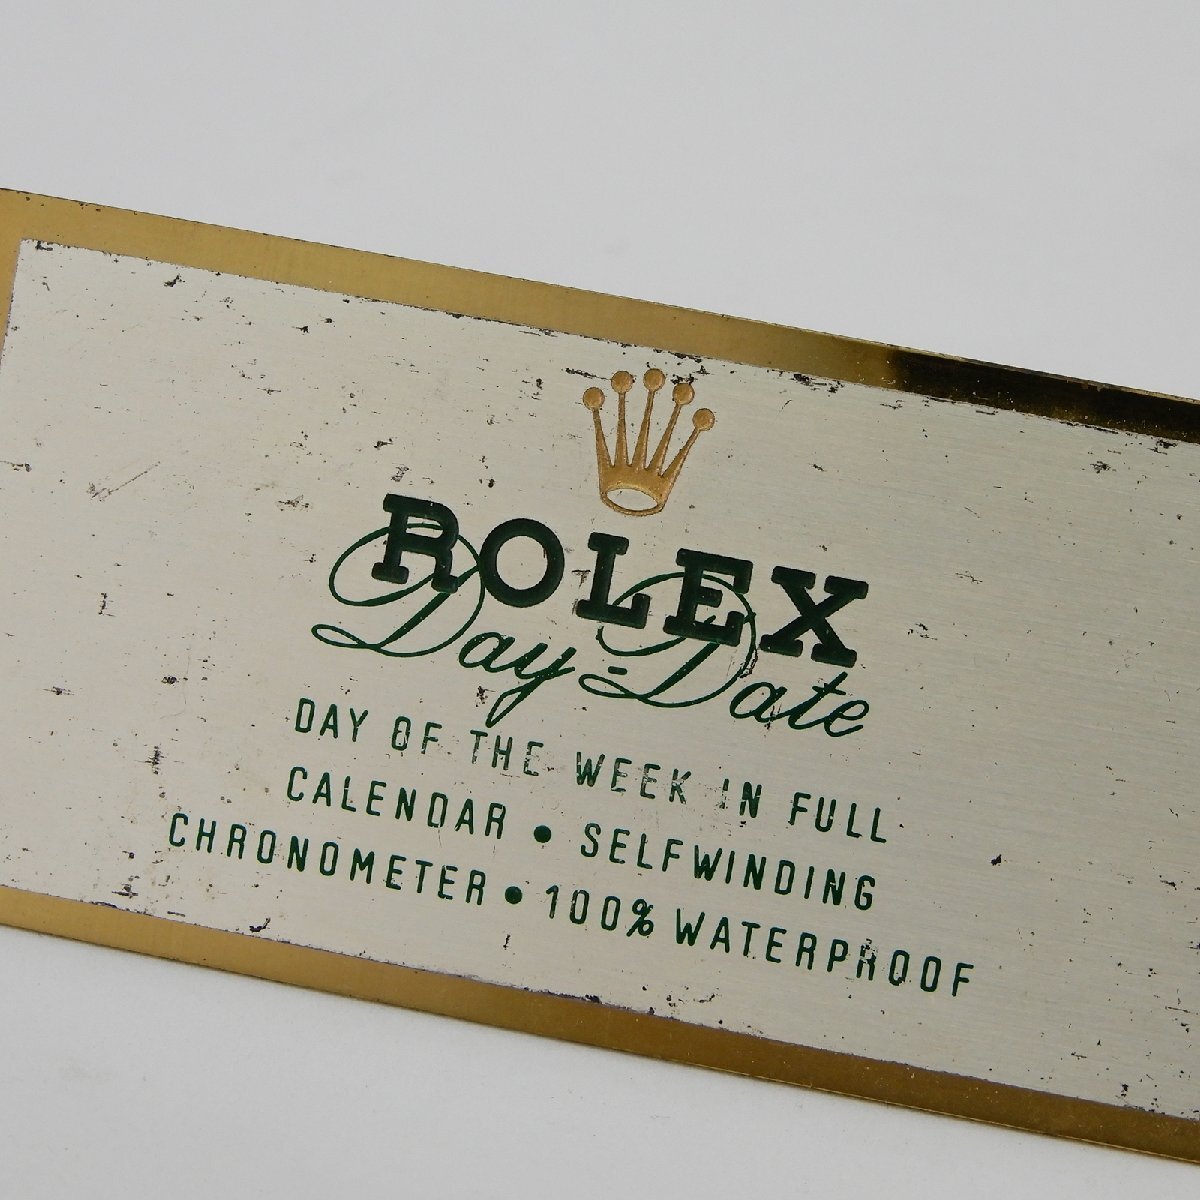 ROLEX
Day-Date
DAY OF THE WEEK IN FULL
CALENDAR • SELFWINDING
CHRONOMETER • 100% WATERPROOF